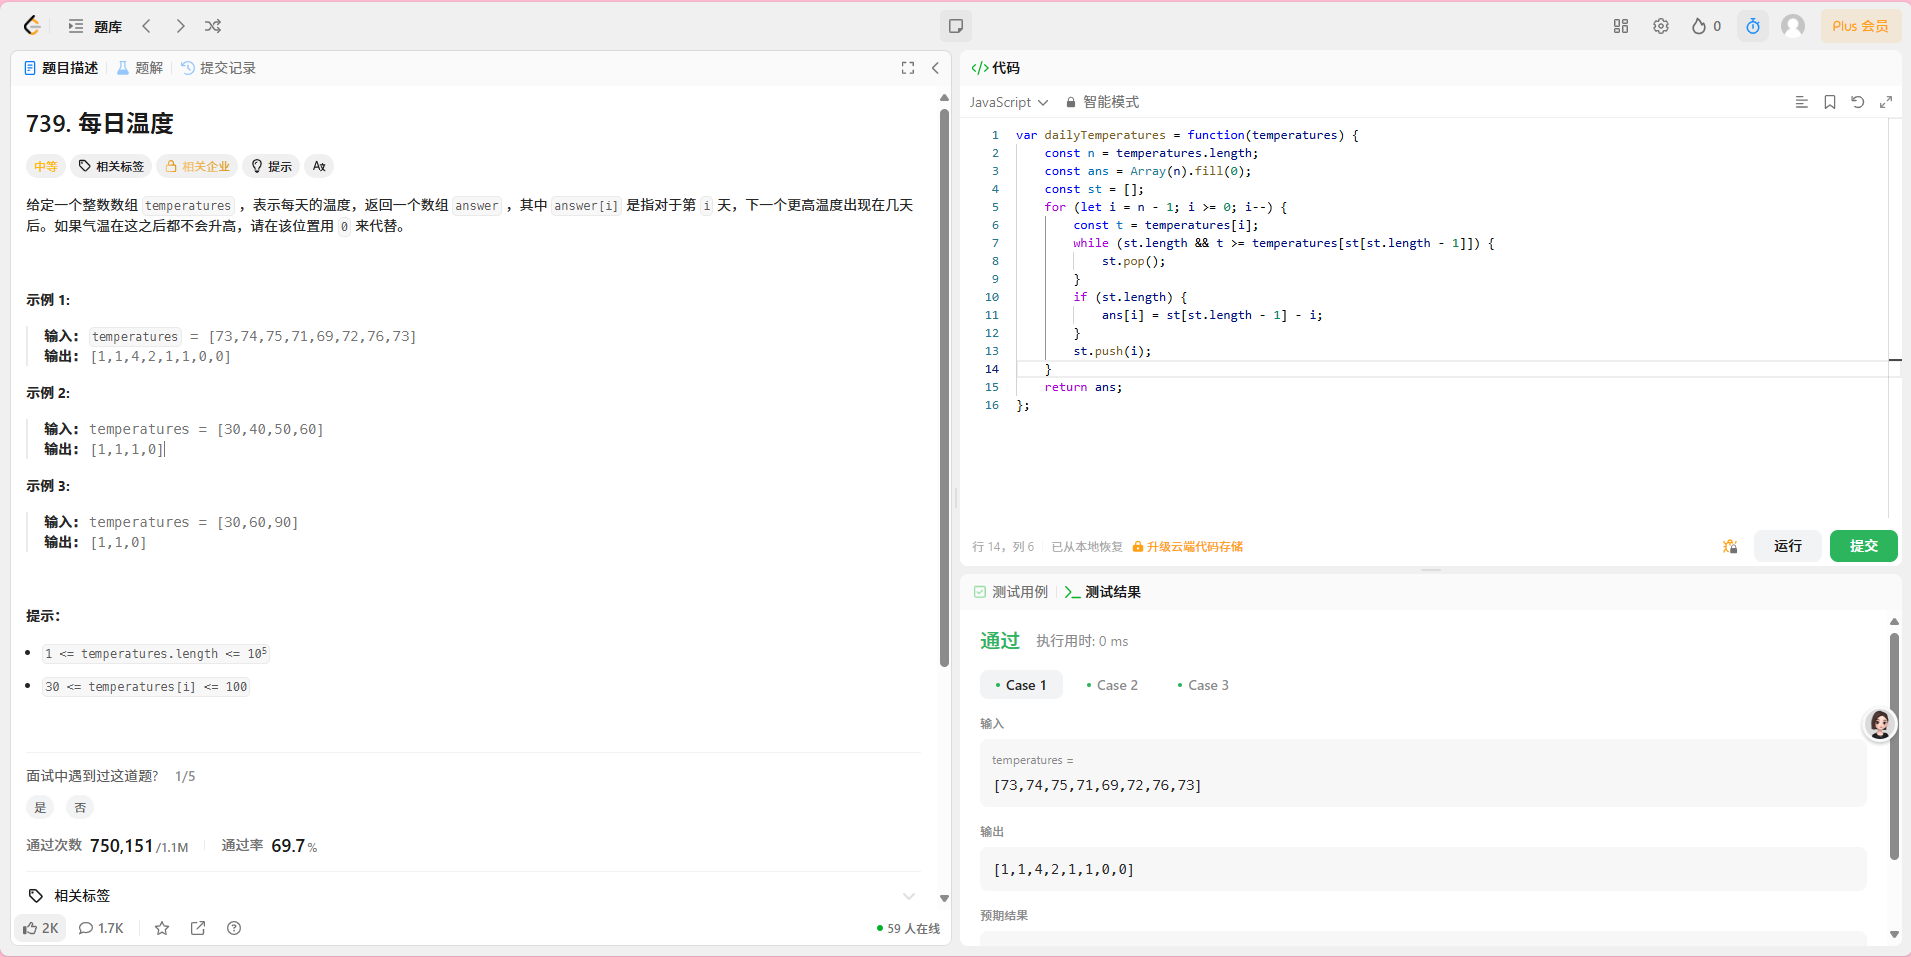 题库
0
Plus 会员
题目描述
题解
提交记录
739. 每日温度
中等
相关标签
相关企业
提示
给定一个整数数组 temperatures ，表示每天的温度，返回一个数组 answer ，其中 answer[i] 是指对于第 i 天，下一个更高温度出现在几天
后。如果气温在这之后都不会升高，请在该位置用 0 来代替。
示例 1:
输入: temperatures = [73,74,75,71,69,72,76,73]
输出: [1,1,4,2,1,1,0,0]
示例 2:
输入: temperatures = [30,40,50,60]
输出: [1,1,1,0]
示例 3:
输入: temperatures = [30,60,90]
输出: [1,1,0]
提示：
1 <= temperatures.length <= 10⁵
30 <= temperatures[i] <= 100
面试中遇到过这道题? 1/5
是 否
通过次数 750,151/1.1M 通过率 69.7%
相关标签
2K 1.7K
59 人在线
代码
JavaScript 智能模式
1 var dailyTemperatures = function(temperatures) {
2 const n = temperatures.length;
3 const ans = Array(n).fill(0);
4 const st = [];
5 for (let i = n - 1; i >= 0; i--) {
6 const t = temperatures[i];
7 while (st.length && t >= temperatures[st[st.length - 1]]) {
8 st.pop();
9 }
10 if (st.length) {
11 ans[i] = st[st.length - 1] - i;
12 }
13 st.push(i);
14 }
15 return ans;
16 };
行 14，列 6 已从本地恢复 升级云端代码存储
运行
提交
测试用例
测试结果
通过 执行用时: 0 ms
Case 1 Case 2 Case 3
输入
temperatures =
[73,74,75,71,69,72,76,73]
输出
[1,1,4,2,1,1,0,0]
预期结果